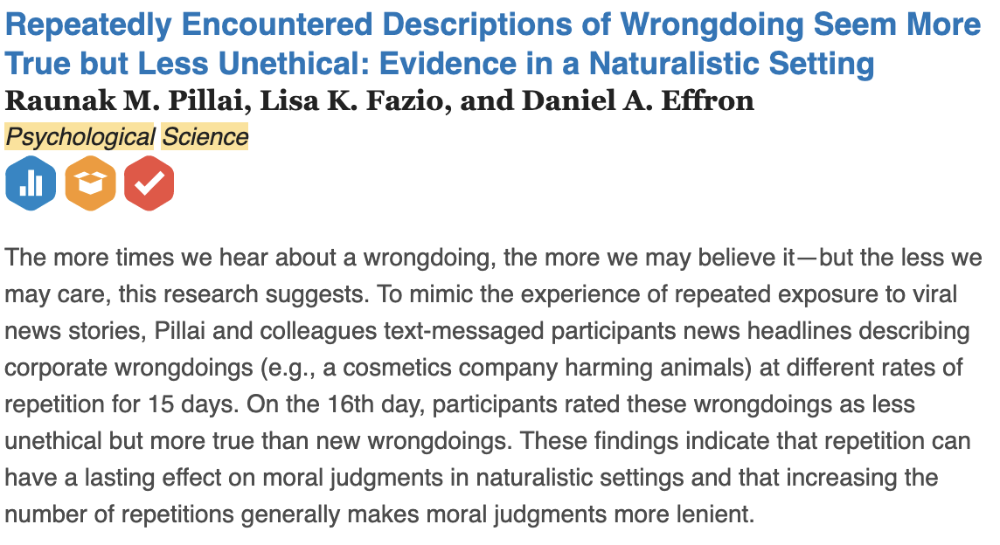 Repeatedly Encountered Descriptions of Wrongdoing Seem More
True but Less Unethical: Evidence in a Naturalistic Setting
Raunak M. Pillai, Lisa K. Fazio, and Daniel A. Effron
Psychological Science
The more times we hear about a wrongdoing, the more we may believe it—but the less we
may care, this research suggests. To mimic the experience of repeated exposure to viral
news stories, Pillai and colleagues text-messaged participants news headlines describing
corporate wrongdoings (e.g., a cosmetics company harming animals) at different rates of
repetition for 15 days. On the 16th day, participants rated these wrongdoings as less
unethical but more true than new wrongdoings. These findings indicate that repetition can
have a lasting effect on moral judgments in naturalistic settings and that increasing the
number of repetitions generally makes moral judgments more lenient.